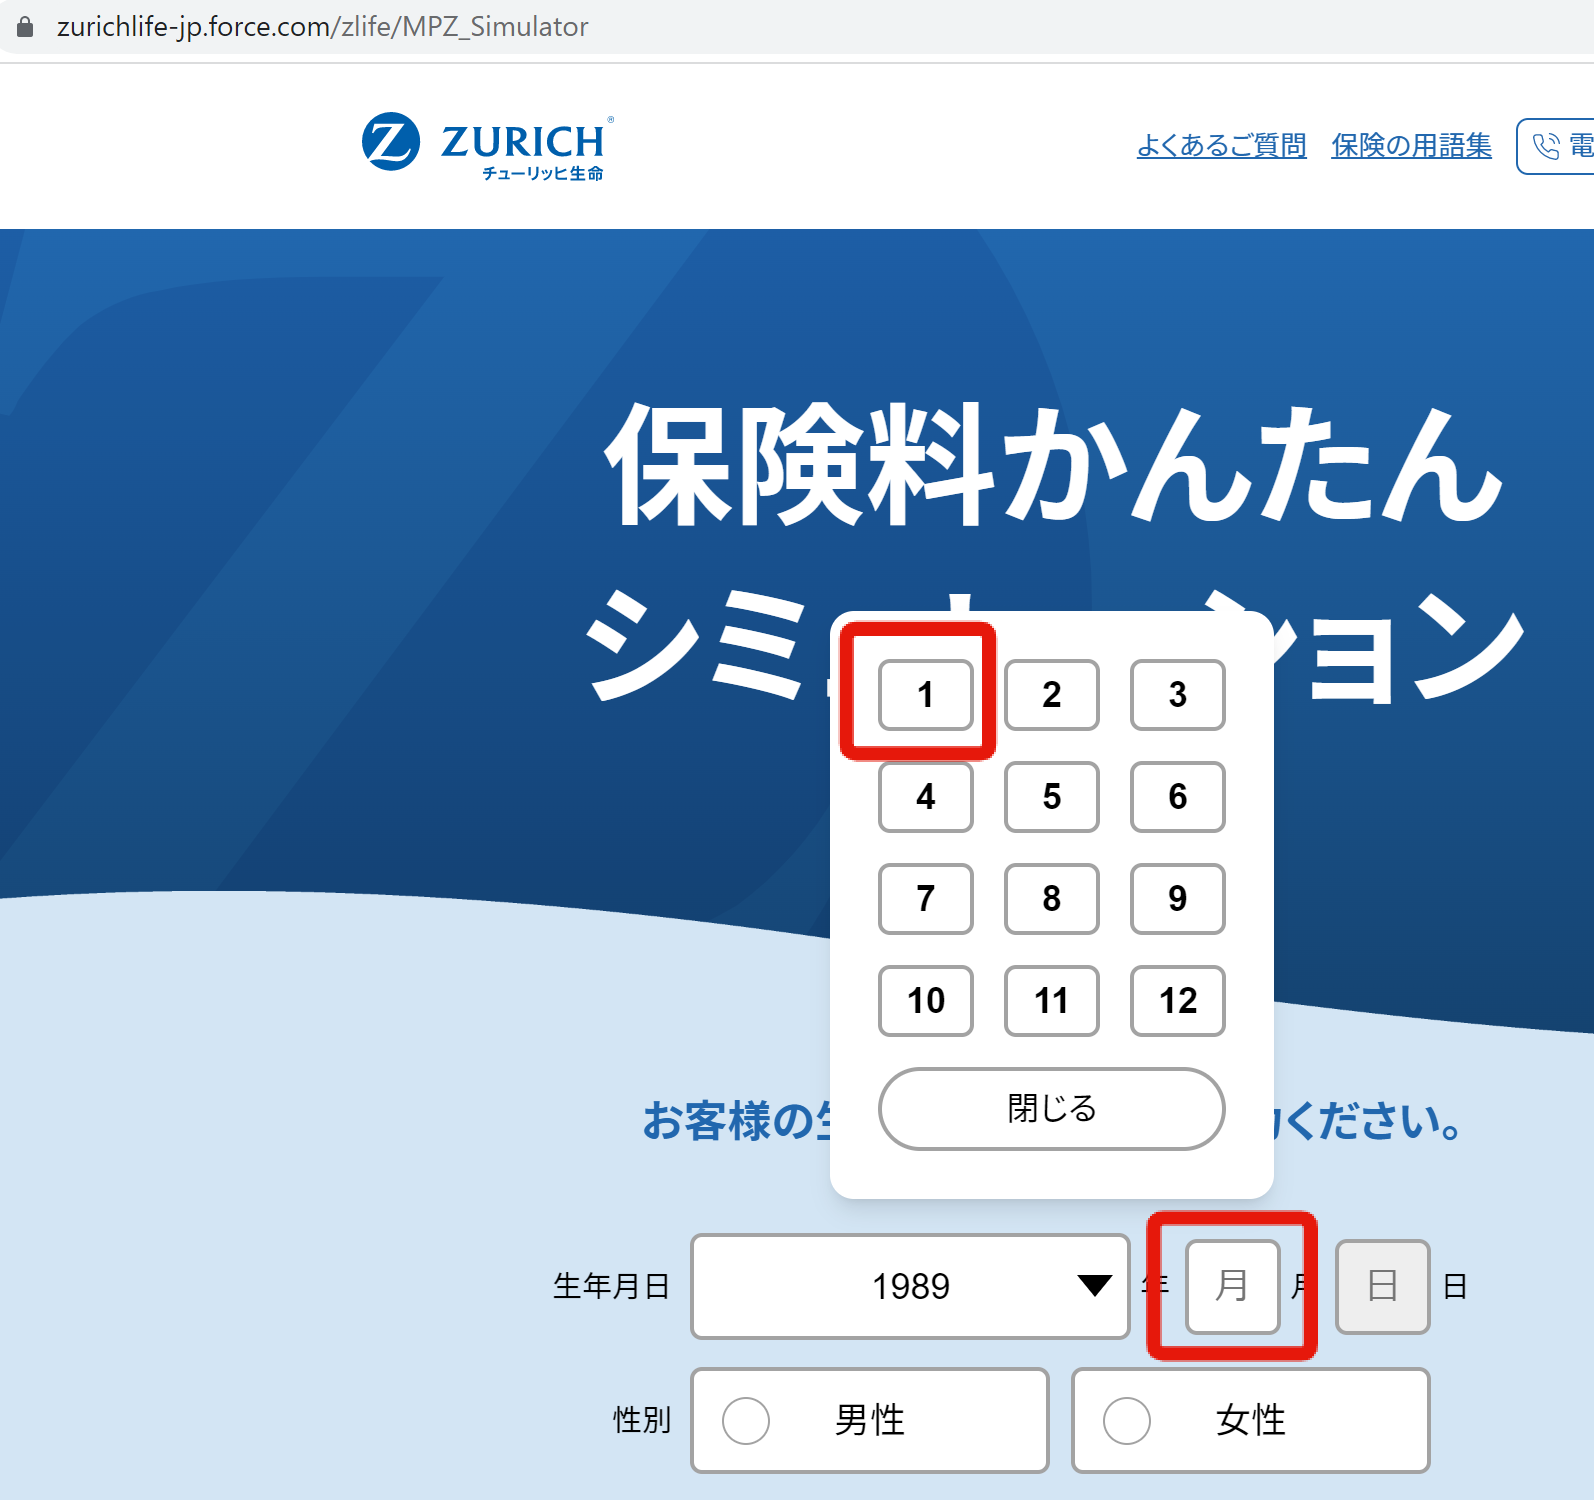 zurichlife-jp.force.com/zlife/MPZ_Simulator
ZURICH®
チューリッヒ生命
よくあるご質問 保険の用語集 電
保険料かんたん
シミ ョン
1 2 3
4 5 6
7 8 9
10 11 12
閉じる
お客様の ください。
生年月日 1989 年 月 月 日 日
性別 男性 女性